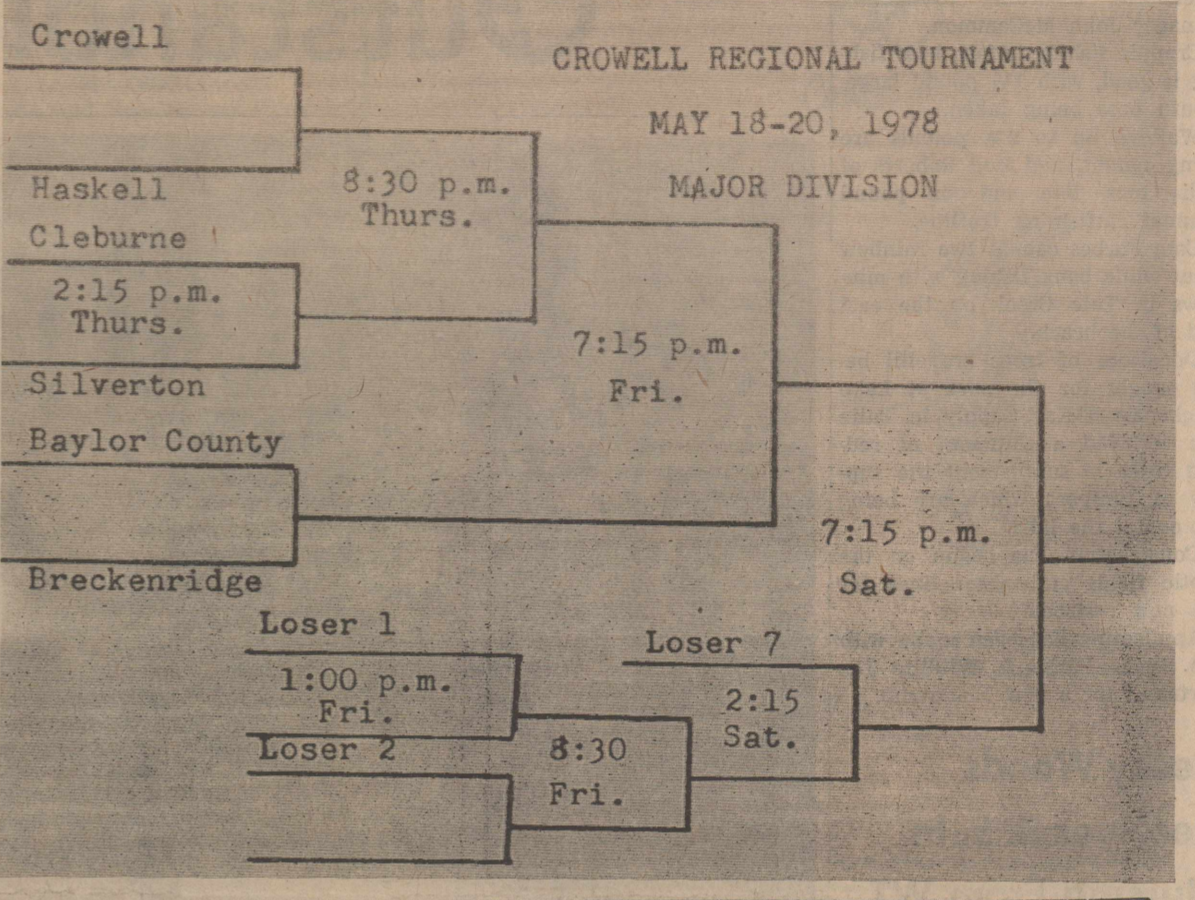 Crowell
CROWELL REGIONAL TOURNAMENT
MAY 18-20, 1978
MAJOR DIVISION
Haskell
8:30 p.m.
Thurs.
Cleburne
2:15 p.m.
Thurs.
Silverton
7:15 p.m.
Fri.
Baylor County
Breckenridge
7:15 p.m.
Sat.
Loser 1
1:00 p.m.
Fri.
Loser 2
8:30
Fri.
Loser 7
2:15
Sat.